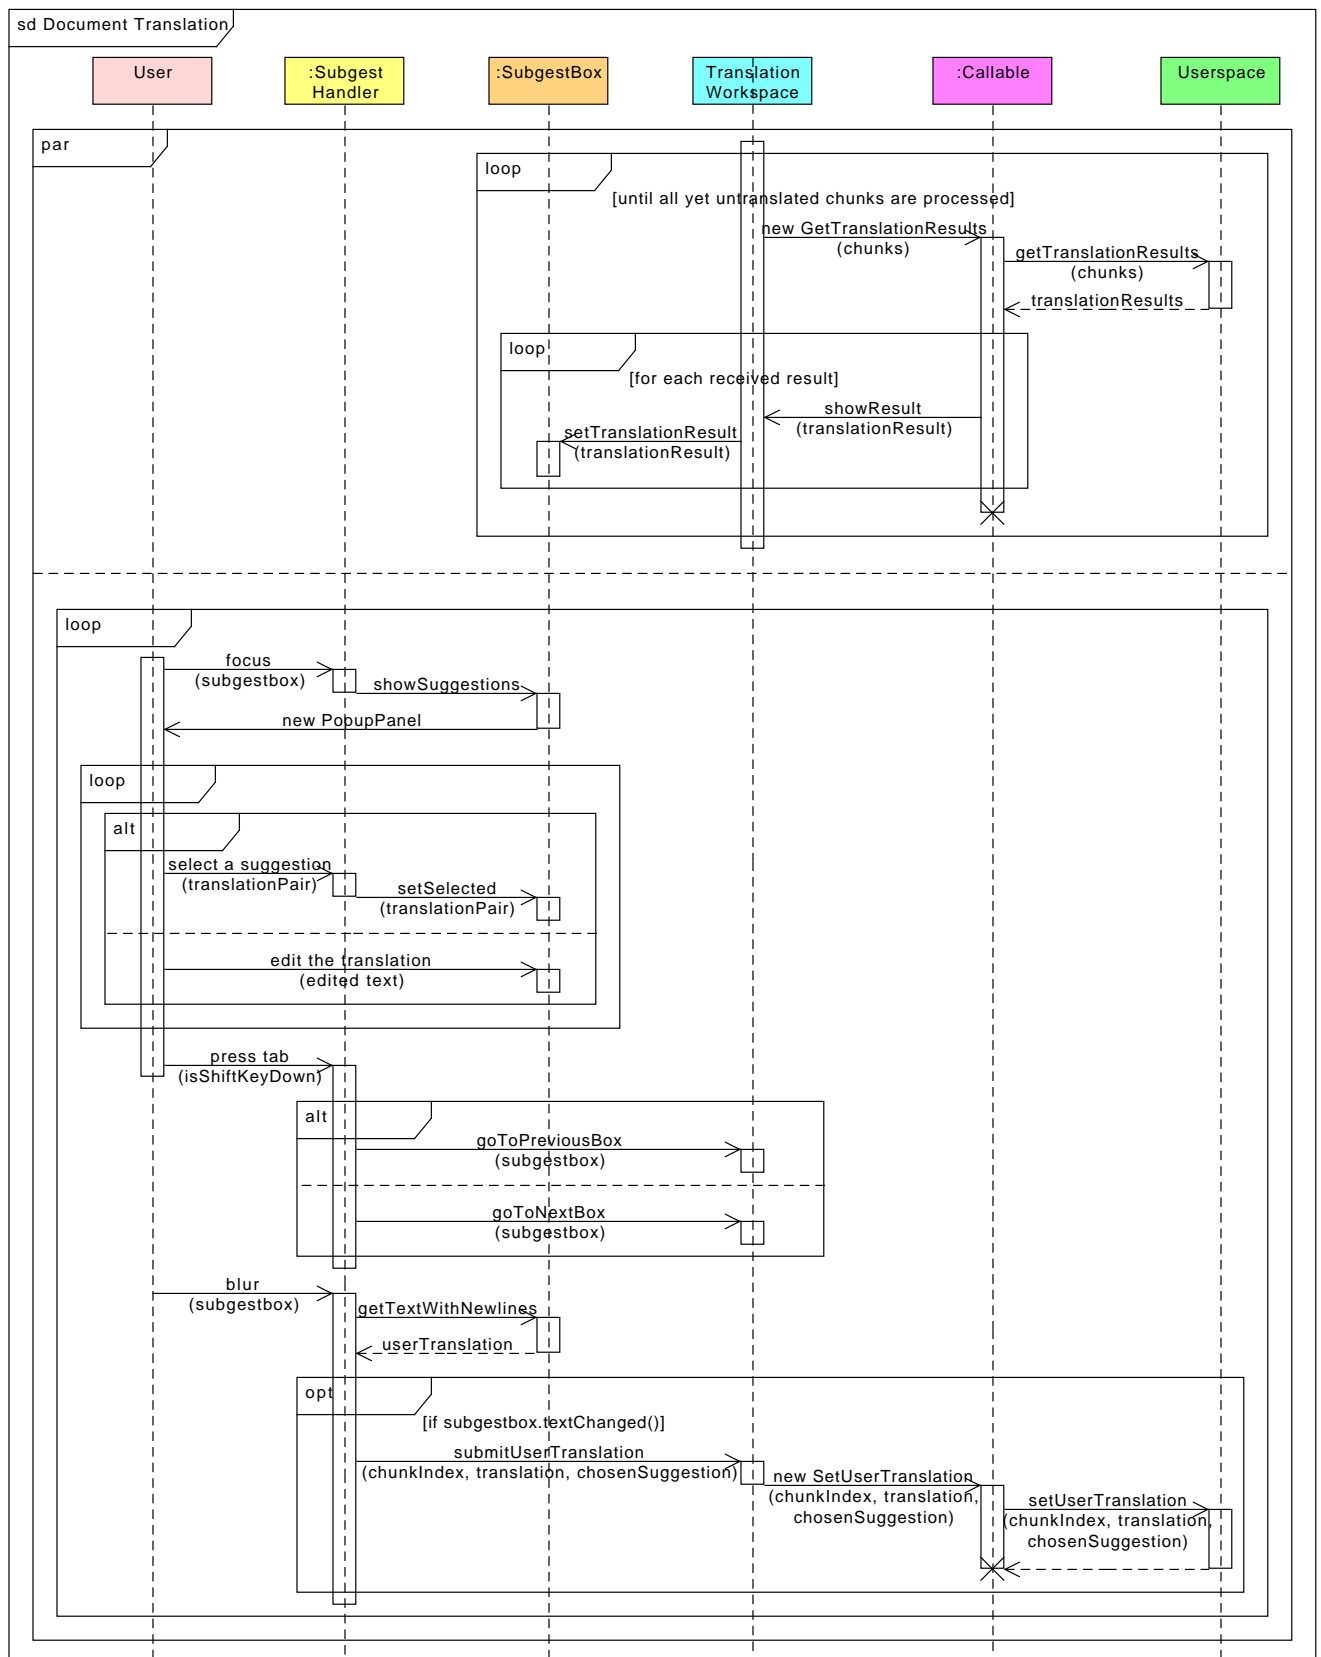 sd Document Translation
User
:Subgest
Handler
:SubgestBox
Translation
Workspace
:Callable
Userspace
par
loop
[until all yet untranslated chunks are processed]
new GetTranslationResults
(chunks)
getTranslationResults
(chunks)
translationResults
loop
[for each received result]
showResult
(translationResult)
setTranslationResult
(translationResult)
loop
focus
(subgestbox)
showSuggestions
new PopupPanel
loop
alt
select a suggestion
(translationPair)
setSelected
(translationPair)
edit the translation
(edited text)
press tab
(isShiftKeyDown)
alt
goToPreviousBox
(subgestbox)
goToNextBox
(subgestbox)
blur
(subgestbox)
getTextWithNewlines
userTranslation
opt
[if subgestbox.textChanged()]
submitUserTranslation
(chunkIndex, translation, chosenSuggestion)
new SetUserTranslation
(chunkIndex, translation,
chosenSuggestion)
setUserTranslation
(chunkIndex, translation,
chosenSuggestion)